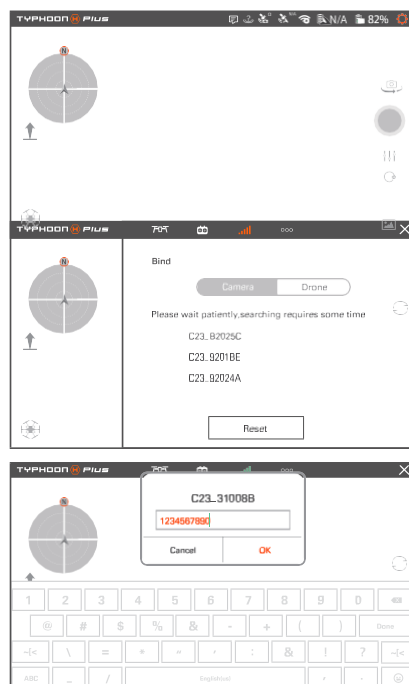 TYPHOON H PLUS N/A 82%
N
TYPHOON H PLUS
N
Bind
Camera Drone
Please wait patiently,searching requires some time
C23_B2025C
C23_9201BE
C23_92024A
Reset
TYPHOON H PLUS
N
C23_31008B
1234567890
Cancel OK
1 2 3 4 5 6 7 8 9 0
@ # $ % & - + ( ) Done
~\< \ = * " ' : & ! ? ~\<
ABC _ / English(us) , .